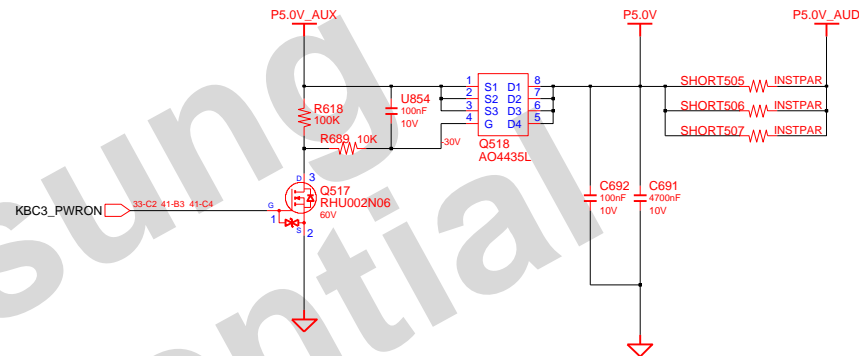 P5.0V_AUX
P5.0V
P5.0V_AUD
R618
100K
U854
100nF
10V
R689 10K
1 S1 D1 8
2 S2 D2 7
3 S3 D3 6
4 G D4 5
-30V
Q518
AO4435L
SHORT505 INSTPAR
SHORT506 INSTPAR
SHORT507 INSTPAR
D 3
Q517
RHU002N06
60V
G
1
S 2
KBC3_PWRON 33-C2 41-B3 41-C4
C692
100nF
10V
C691
4700nF
10V
sung
ential